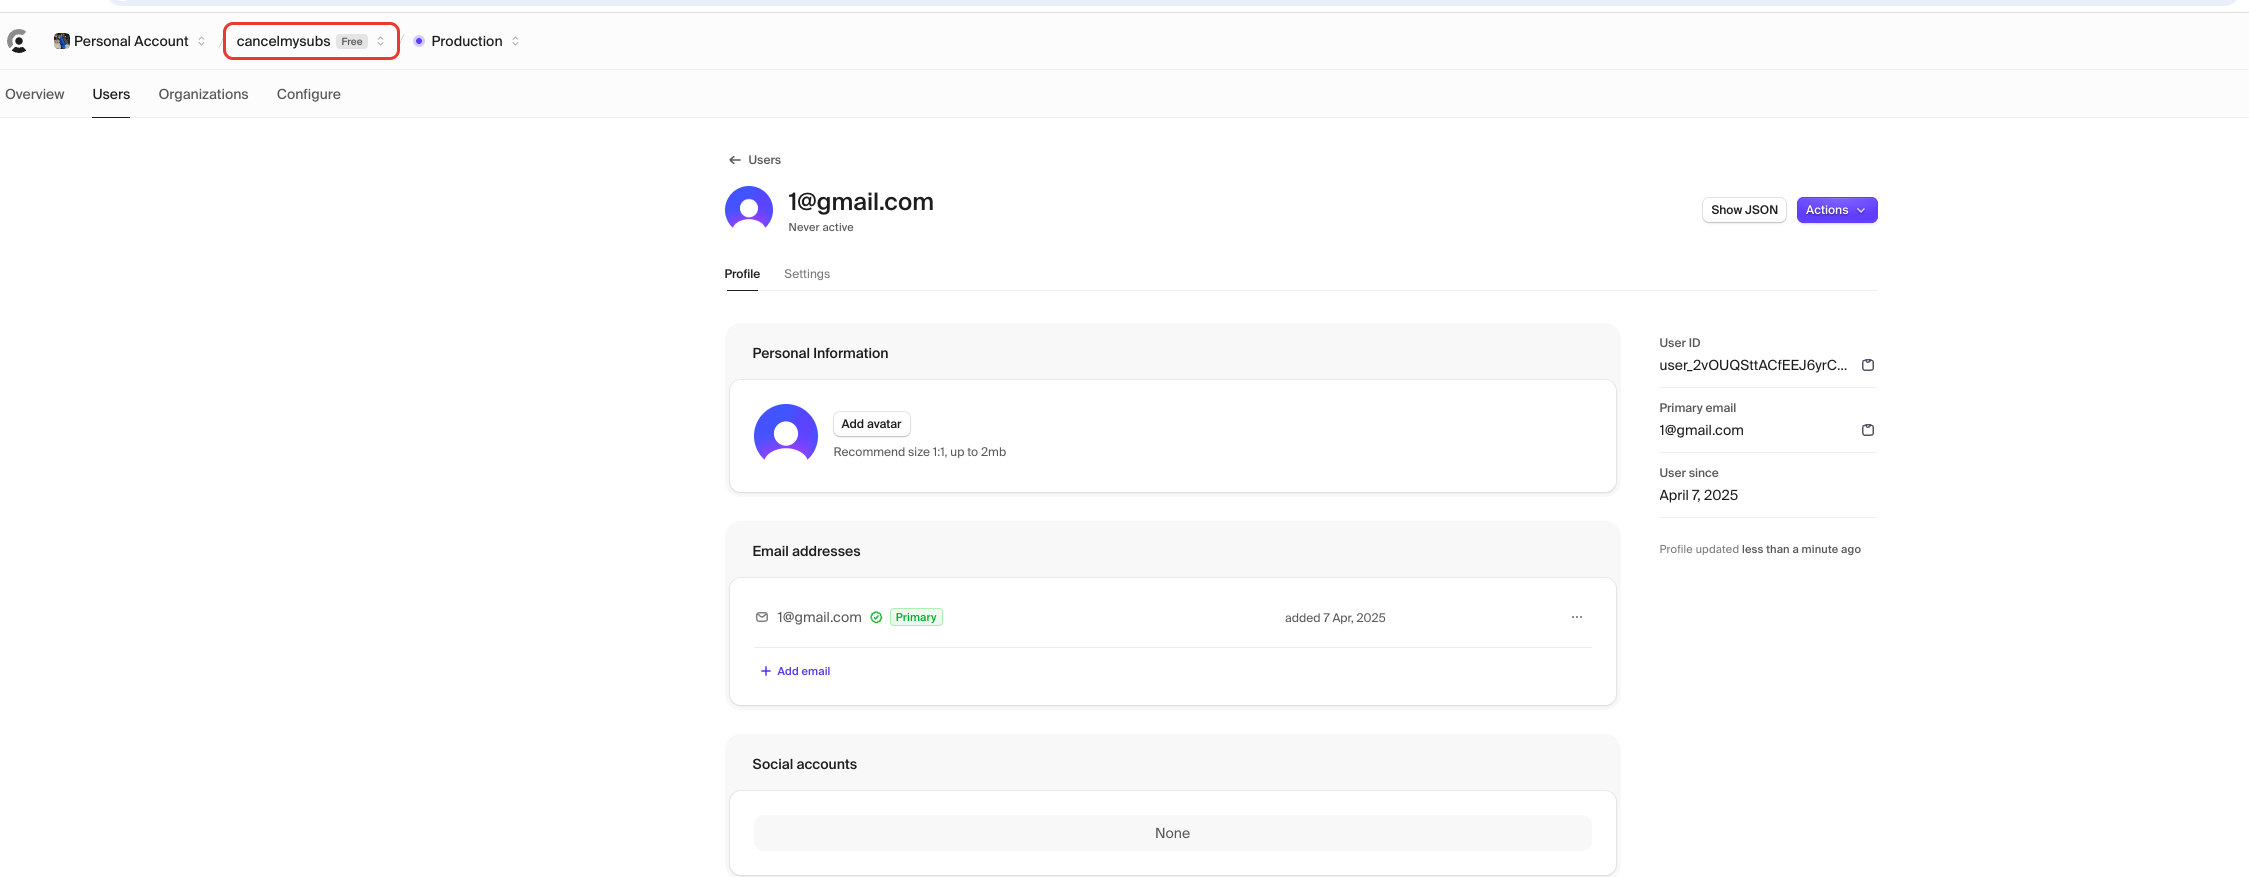 Personal Account
cancelmysubs Free
Production
Overview Users Organizations Configure
Users
1@gmail.com
Never active
Show JSON
Actions
Profile Settings
Personal Information
Add avatar
Recommend size 1:1, up to 2mb
User ID
user_2vOUQSttACfEEJ6yrC...
Primary email
1@gmail.com
User since
April 7, 2025
Profile updated less than a minute ago
Email addresses
1@gmail.com Primary added 7 Apr, 2025
Add email
Social accounts
None